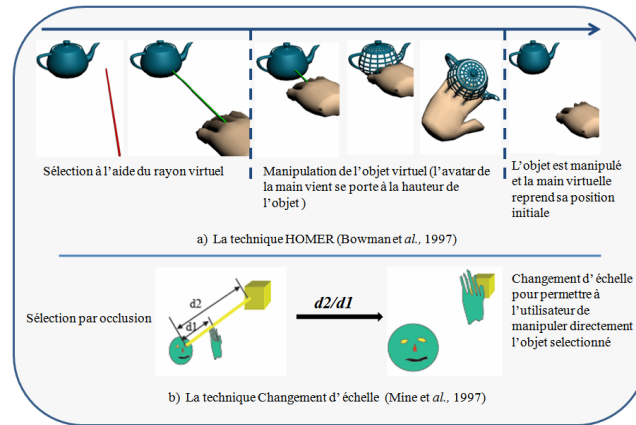 Sélection à l'aide du rayon virtuel
Manipulation de l'objet virtuel (l'avatar de
la main vient se porte à la hauteur de
l'objet )
L'objet est manipulé
et la main virtuelle
reprend sa position
initiale
a) La technique HOMER (Bowman et al., 1997)
Sélection par occlusion
d2
d1
d2/d1
Changement d' échelle
pour permettre à
l'utilisateur de
manipuler directement
l'objet selectionné
b) La technique Changement d' échelle (Mine et al., 1997)